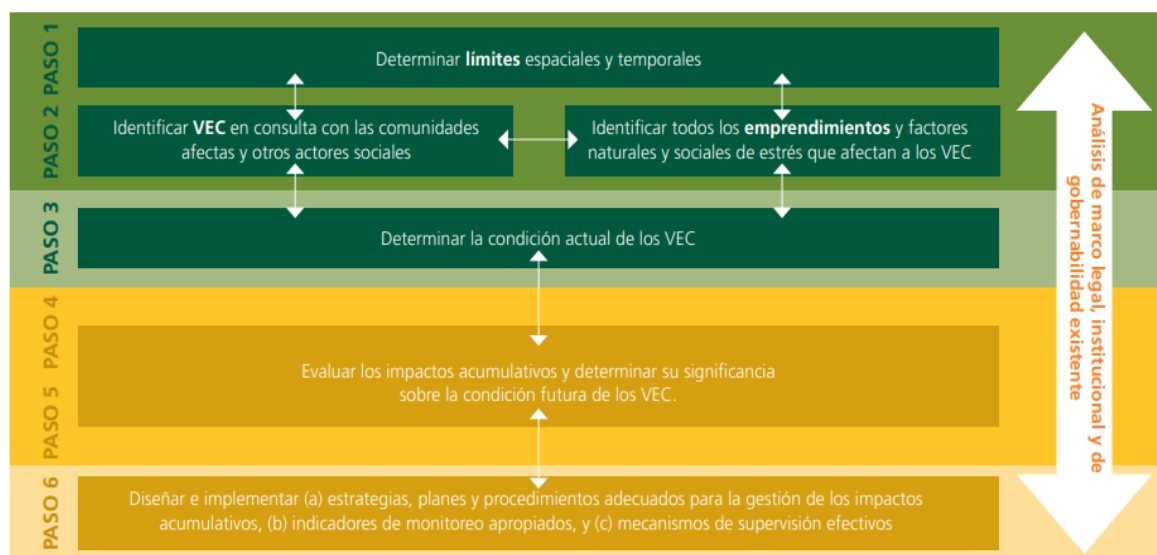 PASO 1
Determinar límites espaciales y temporales
PASO 2
Identificar VEC en consulta con las comunidades
afectas y otros actores sociales
Identificar todos los emprendimientos y factores
naturales y sociales de estrés que afectan a los VEC
PASO 3
Determinar la condición actual de los VEC
PASO 4
PASO 5
Evaluar los impactos acumulativos y determinar su significancia
sobre la condición futura de los VEC.
PASO 6
Diseñar e implementar (a) estrategias, planes y procedimientos adecuados para la gestión de los impactos
acumulativos, (b) indicadores de monitoreo apropiados, y (c) mecanismos de supervisión efectivos
Análisis de marco legal, institucional y de
gobernabilidad existente